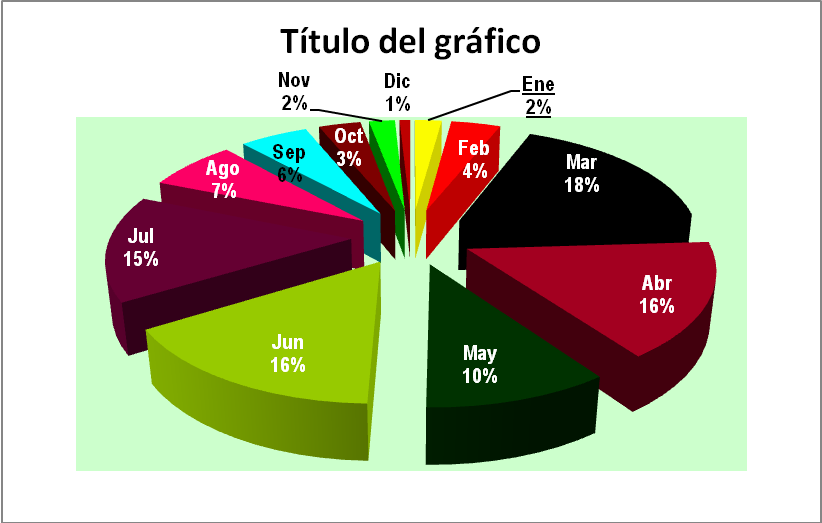 Título del gráfico
Ene
2%
Feb
4%
Mar
18%
Abr
16%
May
10%
Jun
16%
Jul
15%
Ago
7%
Sep
6%
Oct
3%
Nov
2%
Dic
1%